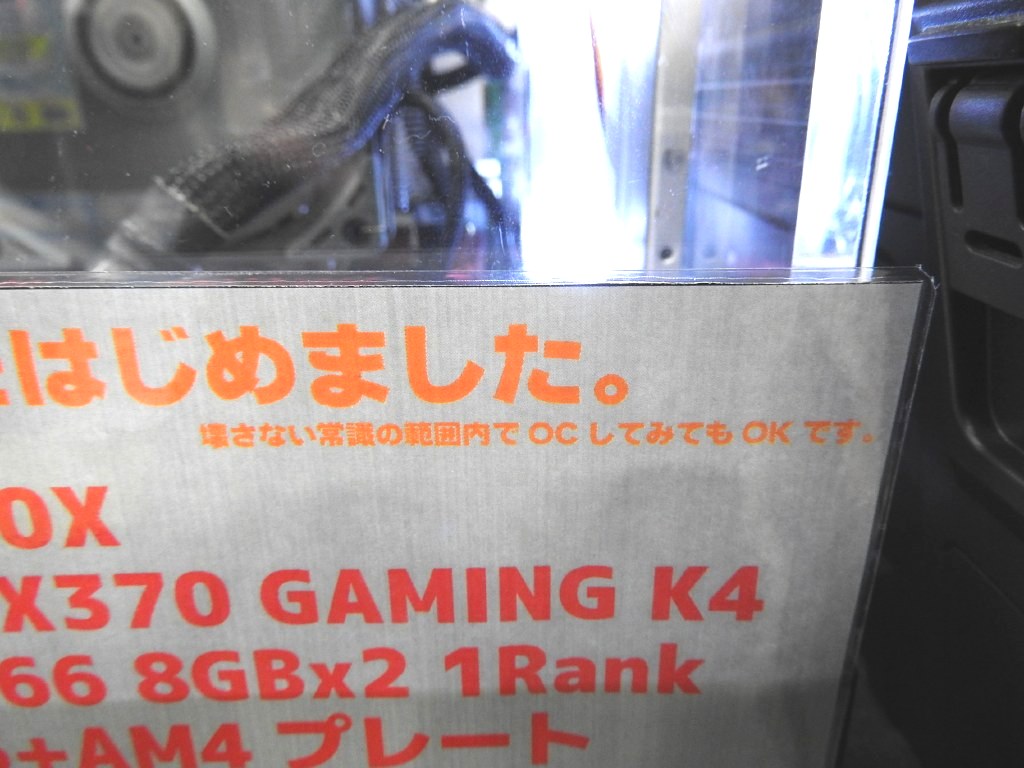 はじめました。
壊さない常識の範囲内で OC してみても OK です。
0X
X370 GAMING K4
66 8GBx2 1Rank
+AM4 プレート